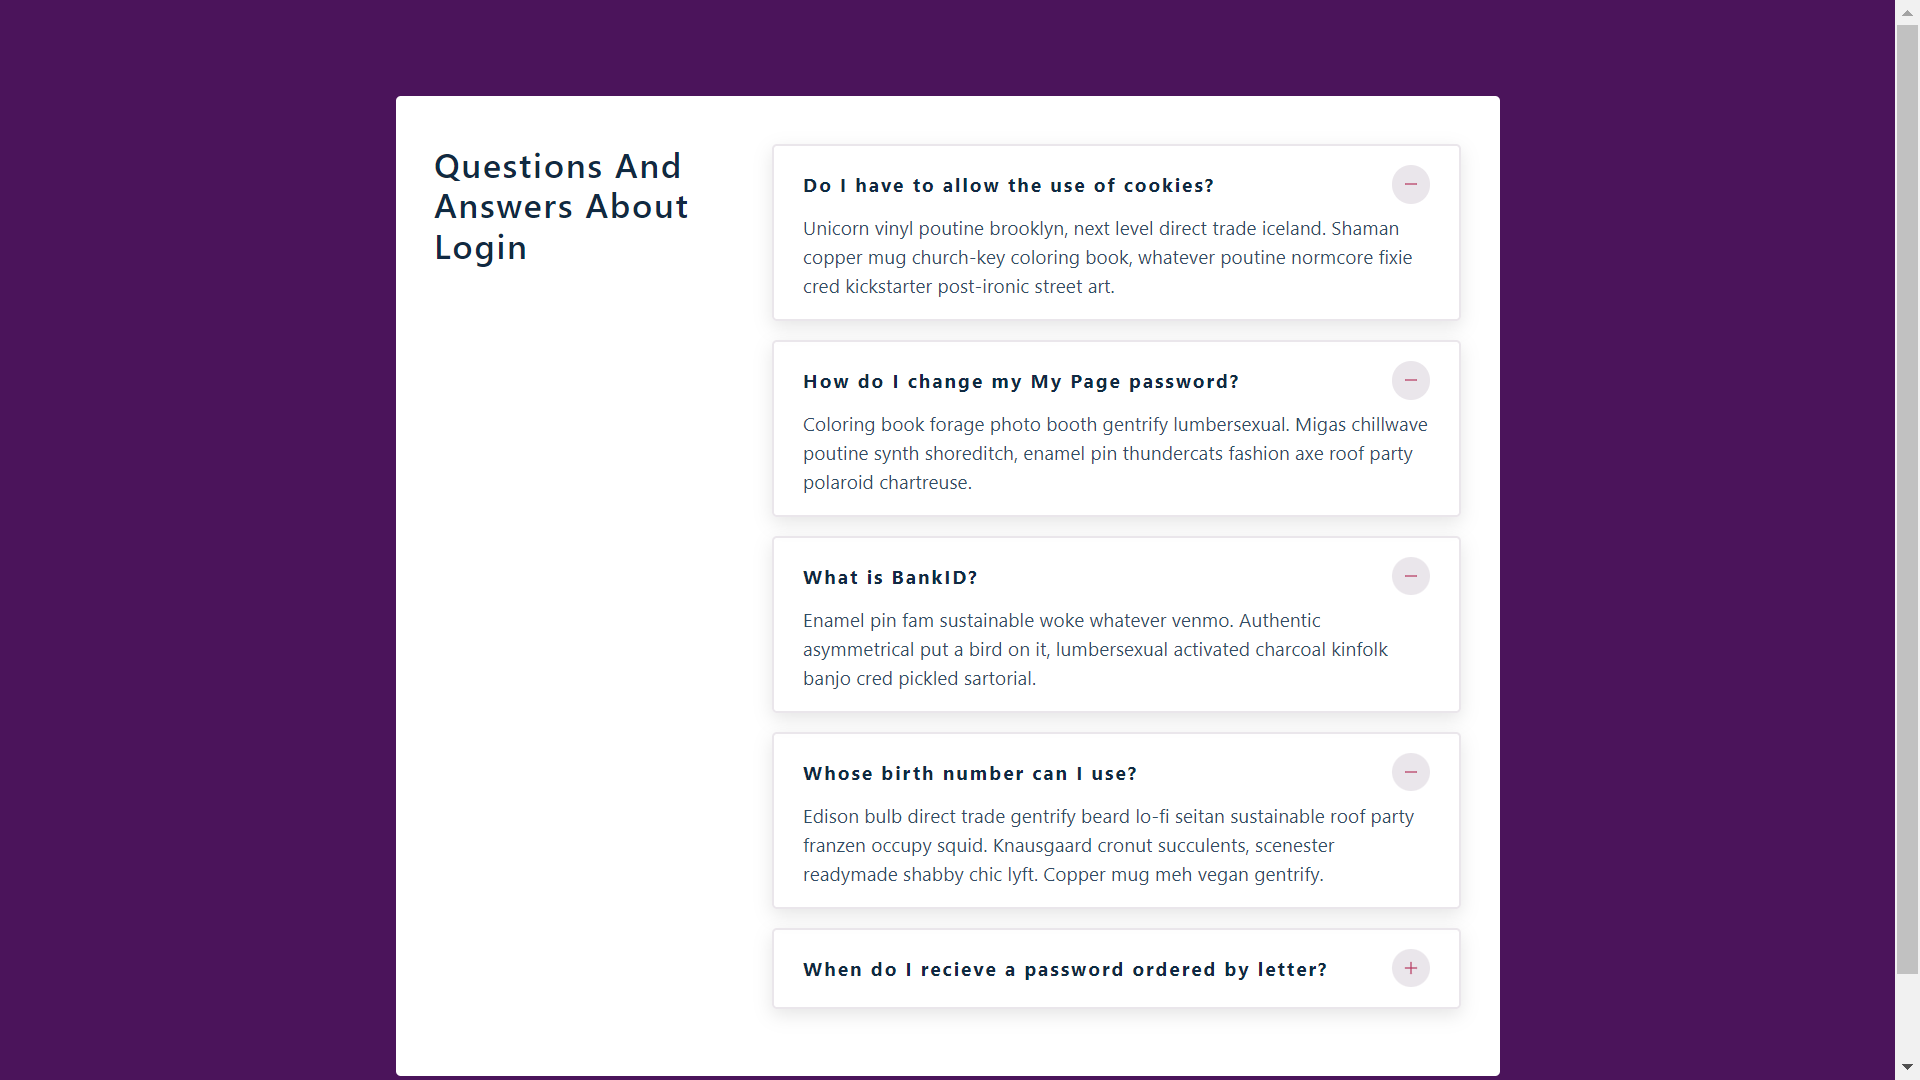 Questions And
Answers About
Login
Do I have to allow the use of cookies?
Unicorn vinyl poutine brooklyn, next level direct trade iceland. Shaman
copper mug church-key coloring book, whatever poutine normcore fixie
cred kickstarter post-ironic street art.
How do I change my My Page password?
Coloring book forage photo booth gentrify lumbersexual. Migas chillwave
poutine synth shoreditch, enamel pin thundercats fashion axe roof party
polaroid chartreuse.
What is BankID?
Enamel pin fam sustainable woke whatever venmo. Authentic
asymmetrical put a bird on it, lumbersexual activated charcoal kinfolk
banjo cred pickled sartorial.
Whose birth number can I use?
Edison bulb direct trade gentrify beard lo-fi seitan sustainable roof party
franzen occupy squid. Knausgaard cronut succulents, scenester
readymade shabby chic lyft. Copper mug meh vegan gentrify.
When do I recieve a password ordered by letter?